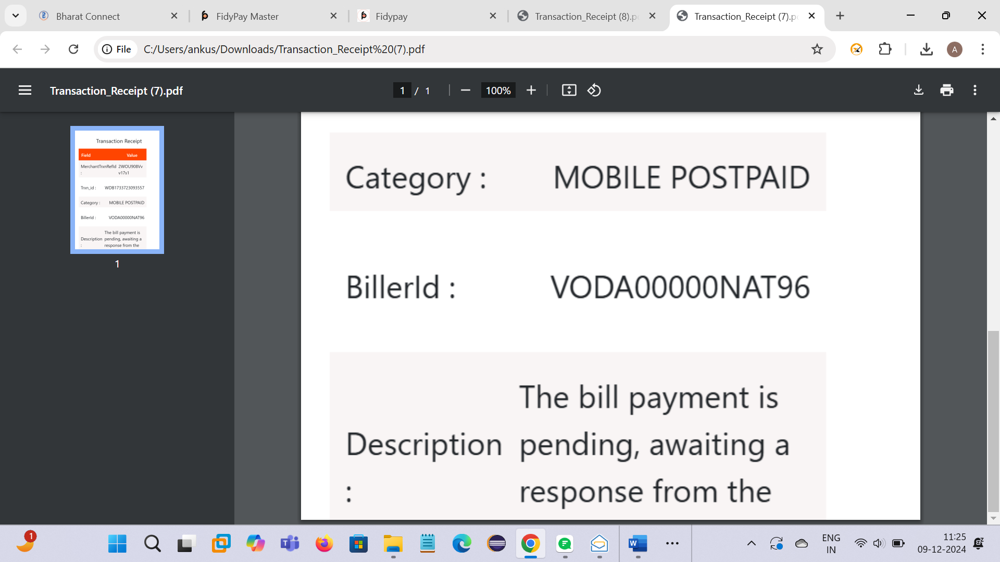 Bharat Connect
FidyPay Master
Fidypay
Transaction_Receipt (8).p
Transaction_Receipt (7).p
File
C:/Users/ankus/Downloads/Transaction_Receipt%20(7).pdf
A
Transaction_Receipt (7).pdf
1 / 1
100%
Transaction Receipt
Field Value
MerchantTrxnRefId 2WOU908Vv
: v17s1
Trxn_id : WDB1733723093557
Category : MOBILE POSTPAID
BillerId : VODA00000NAT96
The bill payment is
Description pending, awaiting a
: response from the
1
Category : MOBILE POSTPAID
BillerId : VODA00000NAT96
The bill payment is
Description pending, awaiting a
: response from the
1
ENG
IN
11:25
09-12-2024